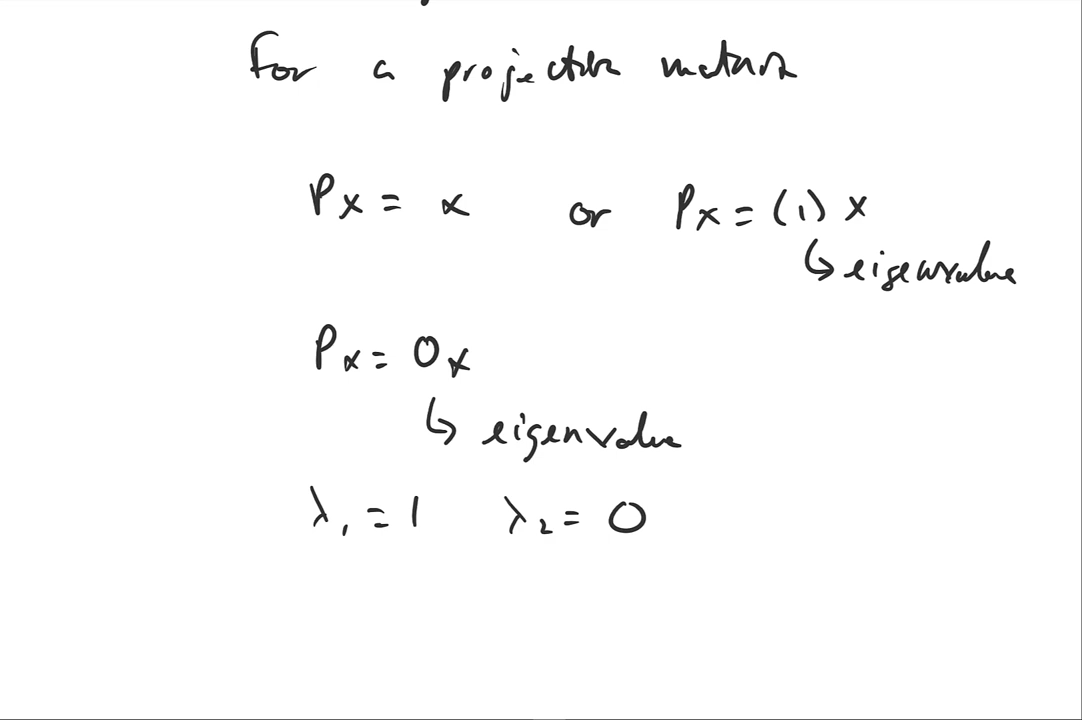 For a projection matrix
Px = x or Px = (1) x
↳ eigenvalue
Px = 0x
↳ eigenvalue
λ₁ = 1 λ₂ = 0